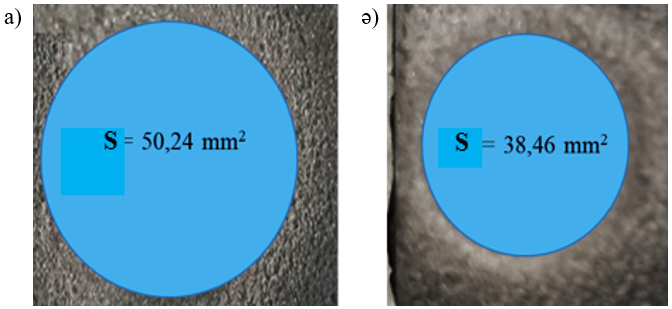 a)
S = 50,24 mm²
ə)
S = 38,46 mm²